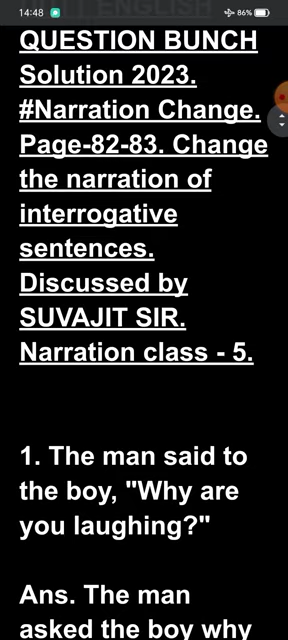 14:48
86%
QUESTION BUNCH
Solution 2023.
#Narration Change.
Page-82-83. Change
the narration of
interrogative
sentences.
Discussed by
SUVAJIT SIR.
Narration class - 5.
1. The man said to
the boy, "Why are
you laughing?"
Ans. The man
asked the boy why